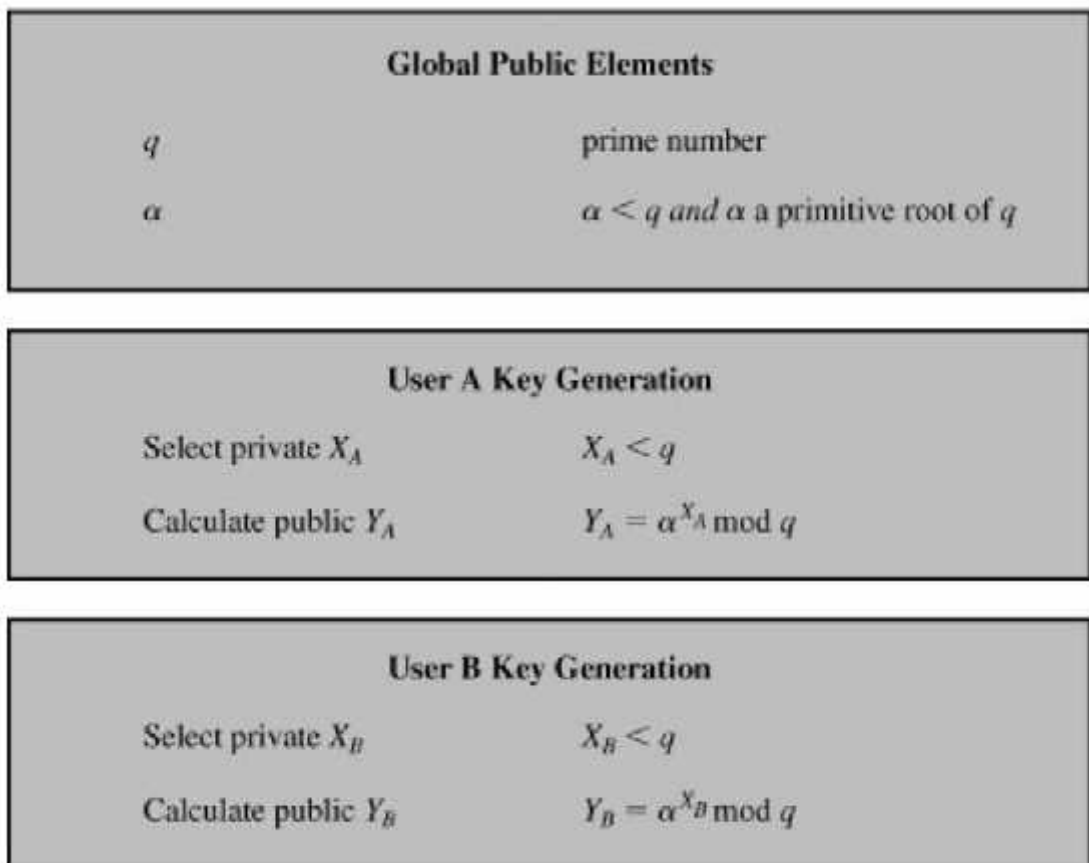 Global Public Elements
q prime number
α α < q and α a primitive root of q
User A Key Generation
Select private X_A X_A < q
Calculate public Y_A Y_A = α^{X_A} mod q
User B Key Generation
Select private X_B X_B < q
Calculate public Y_B Y_B = α^{X_B} mod q